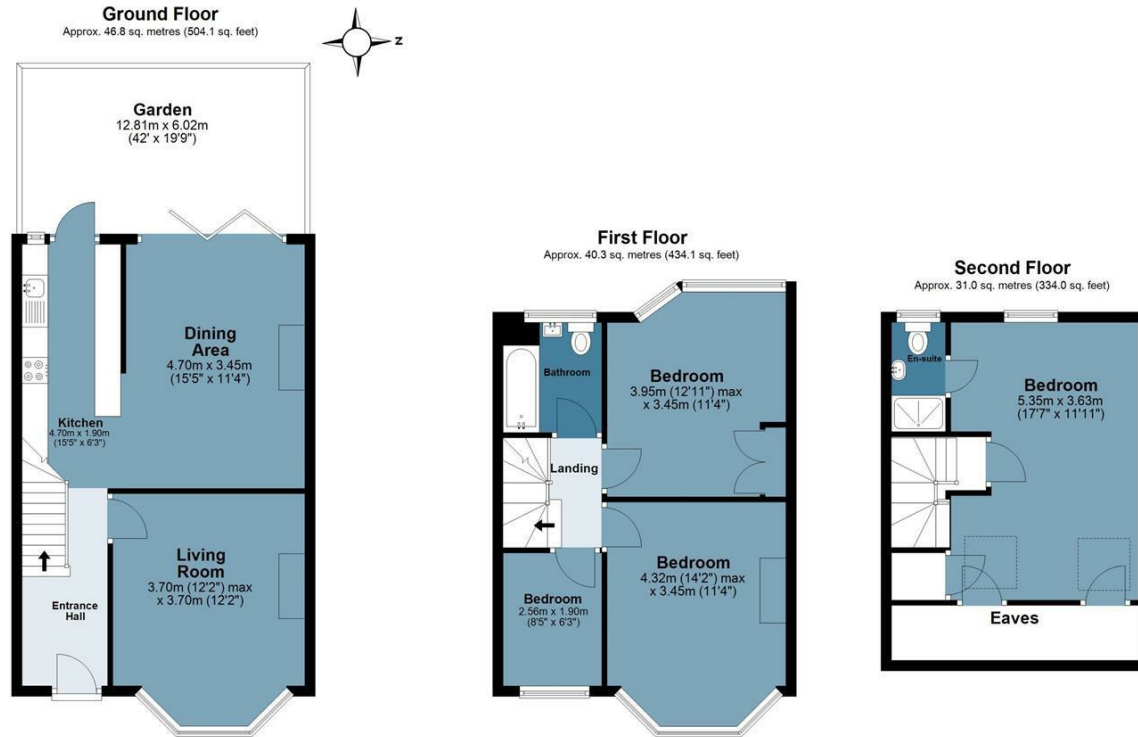 Ground Floor
Approx. 46.8 sq. metres (504.1 sq. feet)
Z
Garden
12.81m x 6.02m
(42' x 19'9")
Dining
Area
4.70m x 3.45m
(15'5" x 11'4")
Kitchen
4.70m x 1.90m
(15'5" x 6'3")
Living
Room
3.70m (12'2") max
x 3.70m (12'2")
Entrance
Hall
First Floor
Approx. 40.3 sq. metres (434.1 sq. feet)
Bathroom
Bedroom
3.95m (12'11") max
x 3.45m (11'4")
Landing
Bedroom
4.32m (14'2") max
x 3.45m (11'4")
Bedroom
2.56m x 1.90m
(8'5" x 6'3")
Second Floor
Approx. 31.0 sq. metres (334.0 sq. feet)
En-suite
Bedroom
5.35m x 3.63m
(17'7" x 11'11")
Eaves